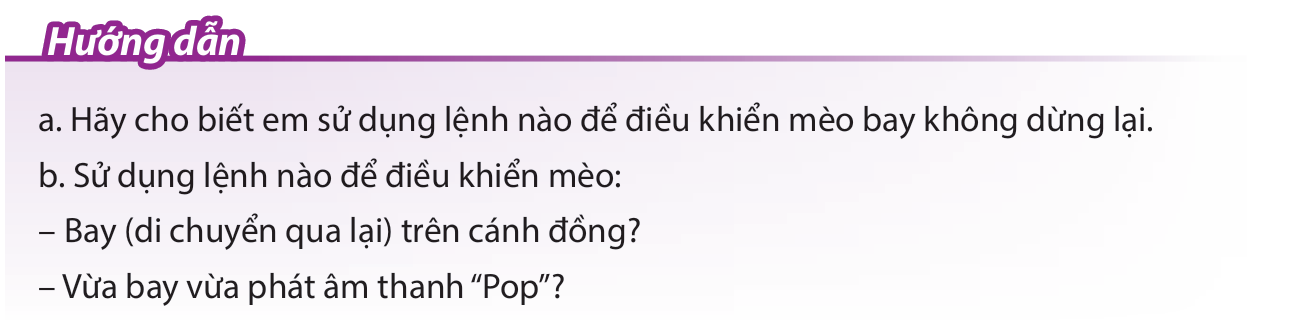 Hướng dẫn
a. Hãy cho biết em sử dụng lệnh nào để điều khiển mèo bay không dừng lại.
b. Sử dụng lệnh nào để điều khiển mèo:
– Bay (di chuyển qua lại) trên cánh đồng?
– Vừa bay vừa phát âm thanh “Pop”?